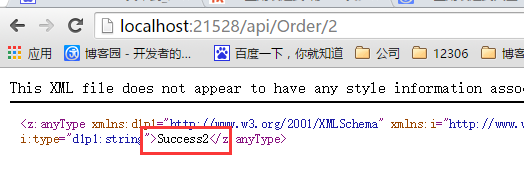 localhost:21528/api/Order/2
应用 博客园 - 开发者的... 百度一下，你就知道 公司 12306
This XML file does not appear to have any style information asso
<z:anyType xmlns:d1p1="http://www.w3.org/2001/XMLSchema" xmlns:i="http://www.
i:type="d1p1:string">Success2</z:anyType>